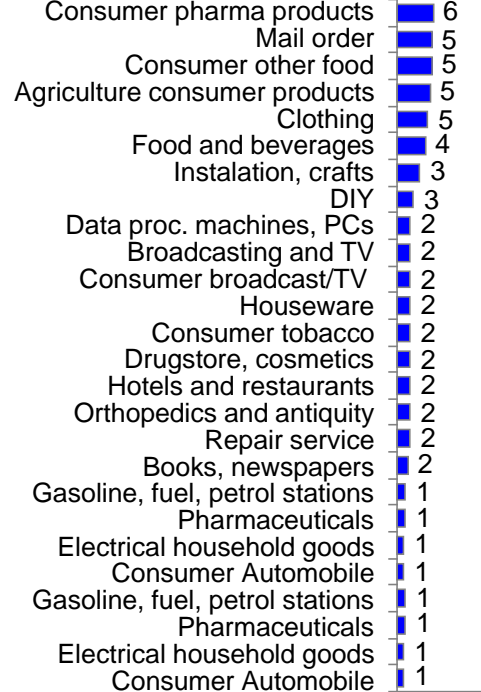 Consumer pharma products 6
Mail order 5
Consumer other food 5
Agriculture consumer products 5
Clothing 5
Food and beverages 4
Instalation, crafts 3
DIY 3
Data proc. machines, PCs 2
Broadcasting and TV 2
Consumer broadcast/TV 2
Houseware 2
Consumer tobacco 2
Drugstore, cosmetics 2
Hotels and restaurants 2
Orthopedics and antiquity 2
Repair service 2
Books, newspapers 2
Gasoline, fuel, petrol stations 1
Pharmaceuticals 1
Electrical household goods 1
Consumer Automobile 1
Gasoline, fuel, petrol stations 1
Pharmaceuticals 1
Electrical household goods 1
Consumer Automobile 1